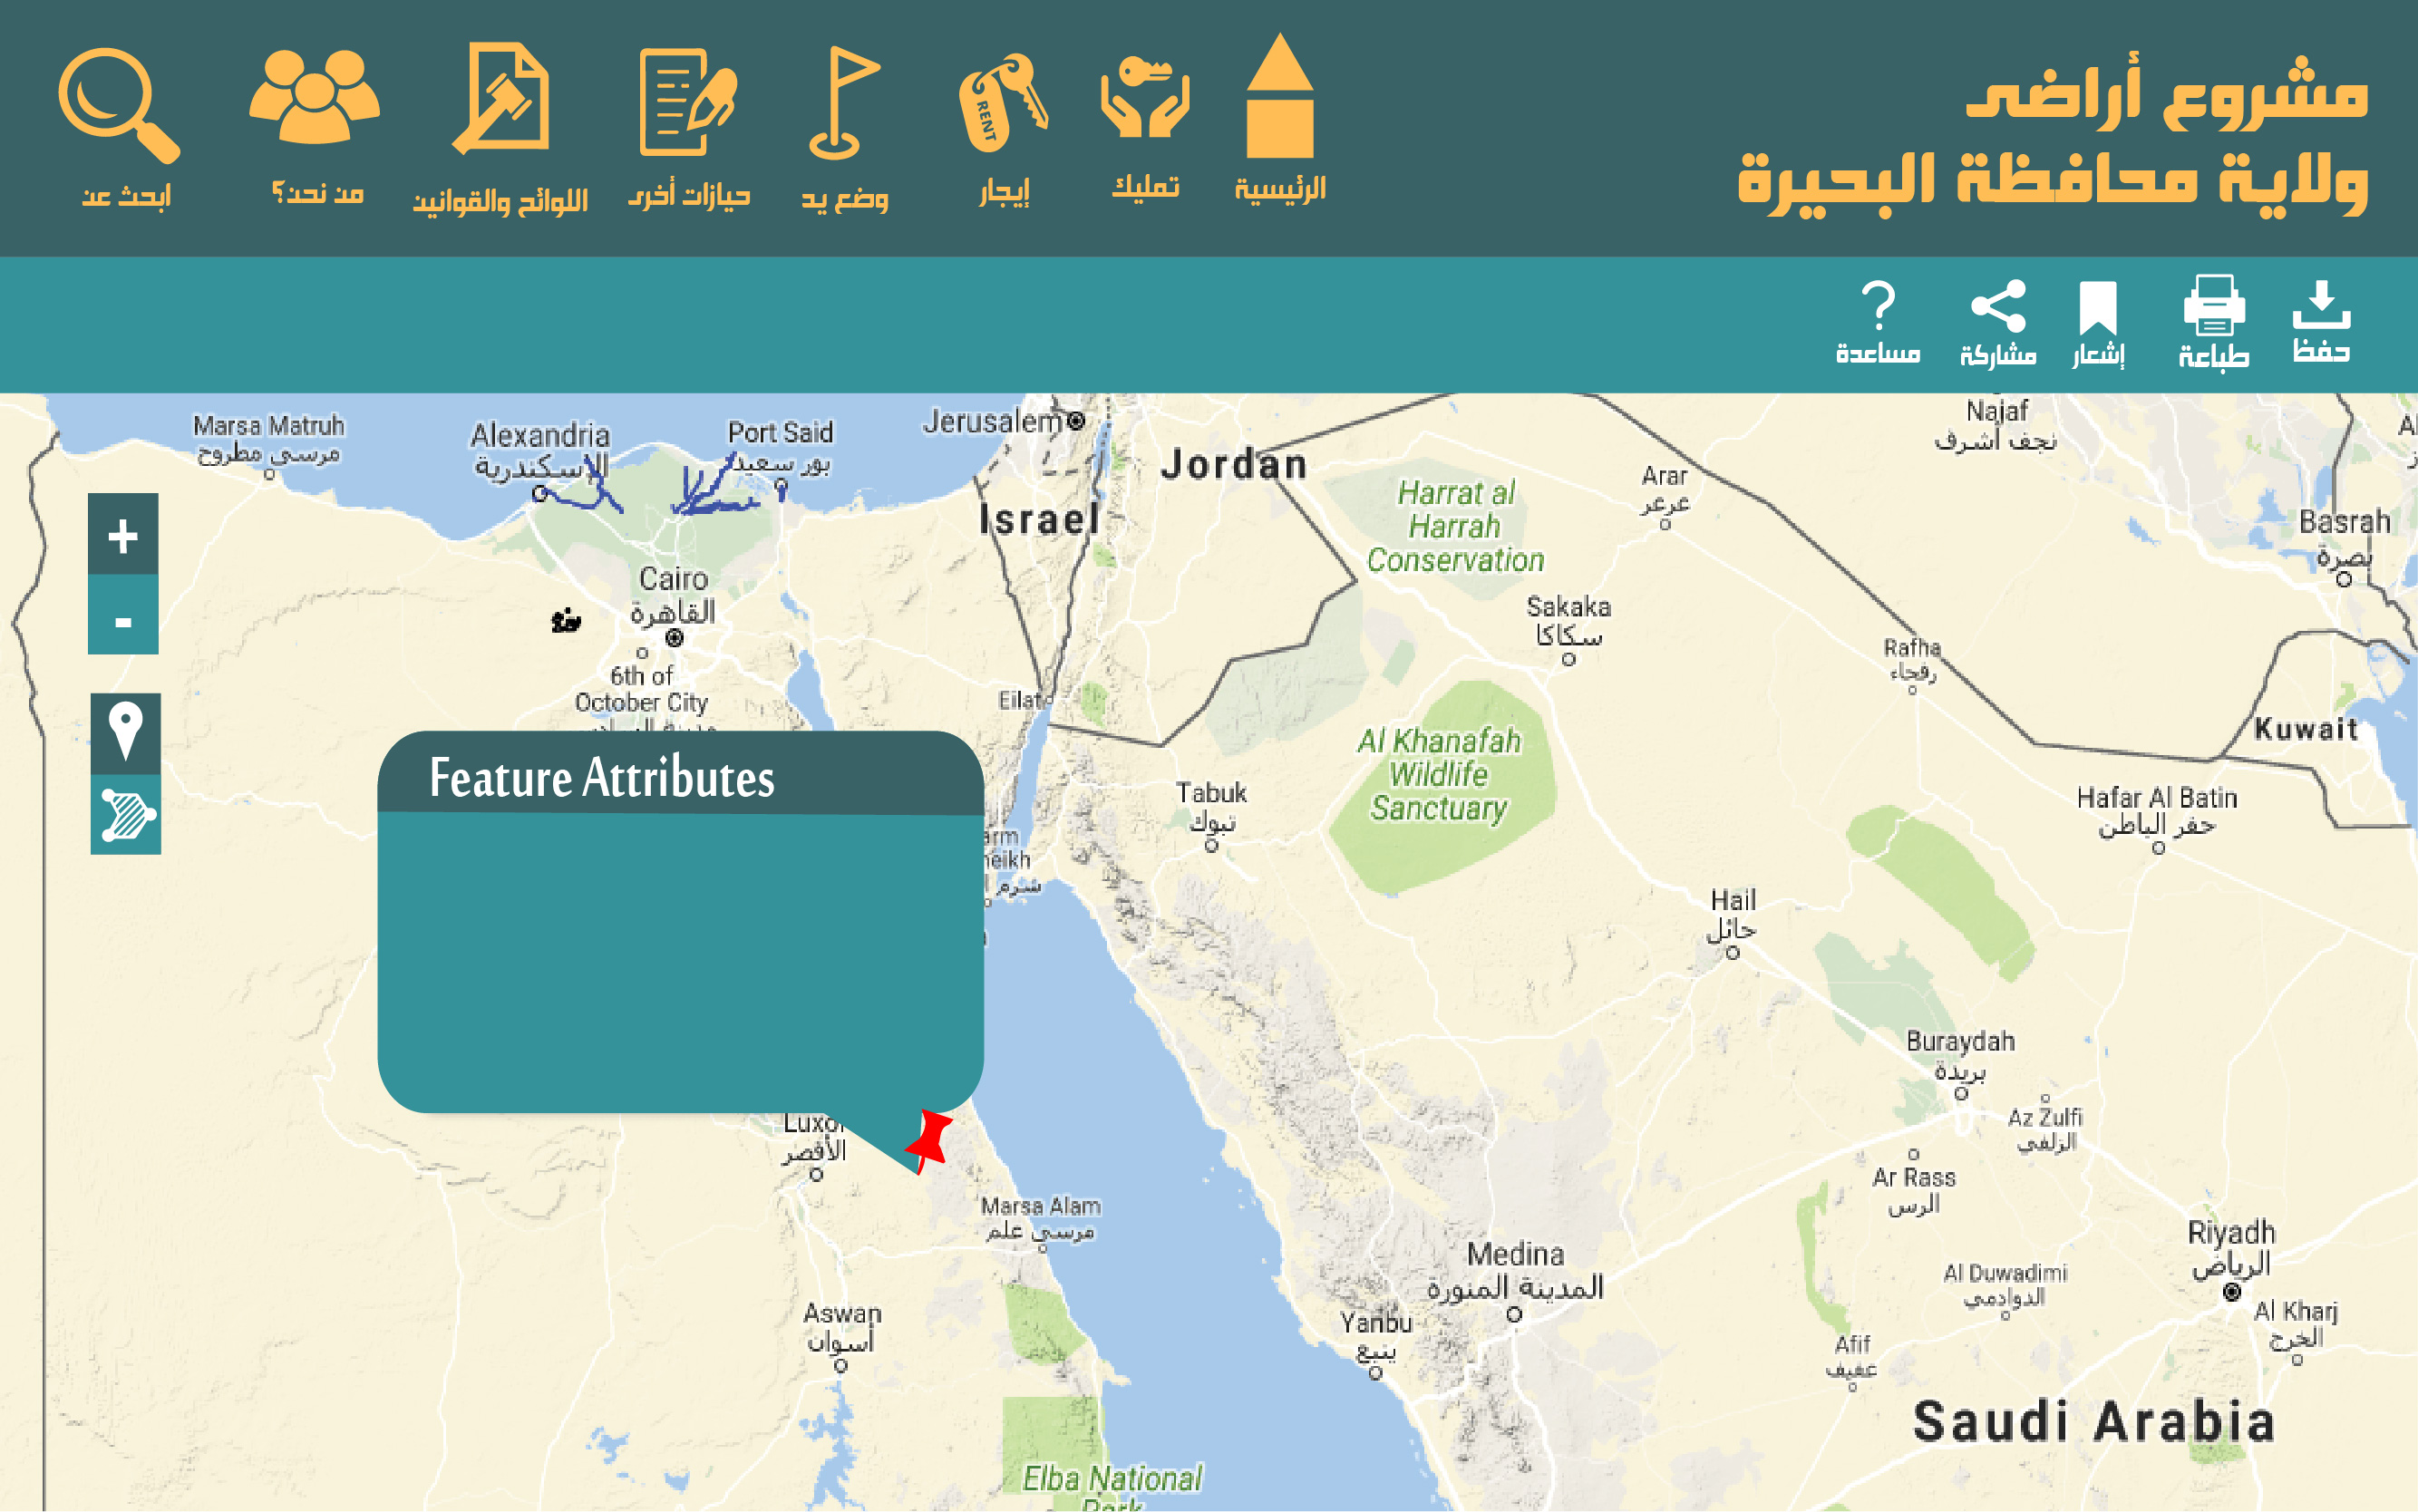 مشروع أراضى
ولاية محافظة البحيرة
الرئيسية
تمليك
RENT
إيجار
وضع يد
حيازات أخرى
اللوائح والقوانين
من نحن؟
ابحث عن
حفظ
طباعة
إشعار
مشاركة
مساعدة
Marsa Matruh
مرسى مطروح
Alexandria
الإسكندرية
Port Said
بور سعيد
Jerusalem
Jordan
Israel
Najaf
نجف أشرف
Arar
عرعر
Harrat al
Harrah
Conservation
Basrah
بصرة
+
-
Cairo
القاهرة
6th of
October City
Sakaka
سكاكا
Rafha
رفحاء
Eilat
Kuwait
Al Khanafah
Wildlife
Sanctuary
Tabuk
تبوك
Hafar Al Batin
حفر الباطن
Feature Attributes
شرم
Hail
حائل
Buraydah
بريدة
Az Zulfi
الزلفي
Luxor
الأقصر
Ar Rass
الرس
Marsa Alam
مرسى علم
Riyadh
الرياض
Medina
المدينة المنورة
Al Duwadimi
الدوادمي
Al Kharj
الخرج
Aswan
أسوان
Yanbu
ينبع
Afif
عفيف
Saudi Arabia
Elba National
Park